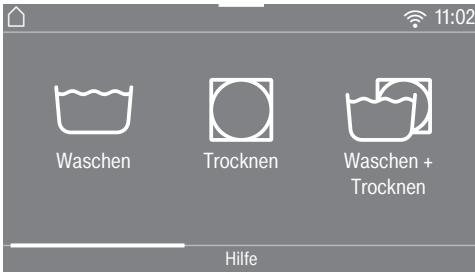 11:02
Waschen
Trocknen
Waschen +
Trocknen
Hilfe